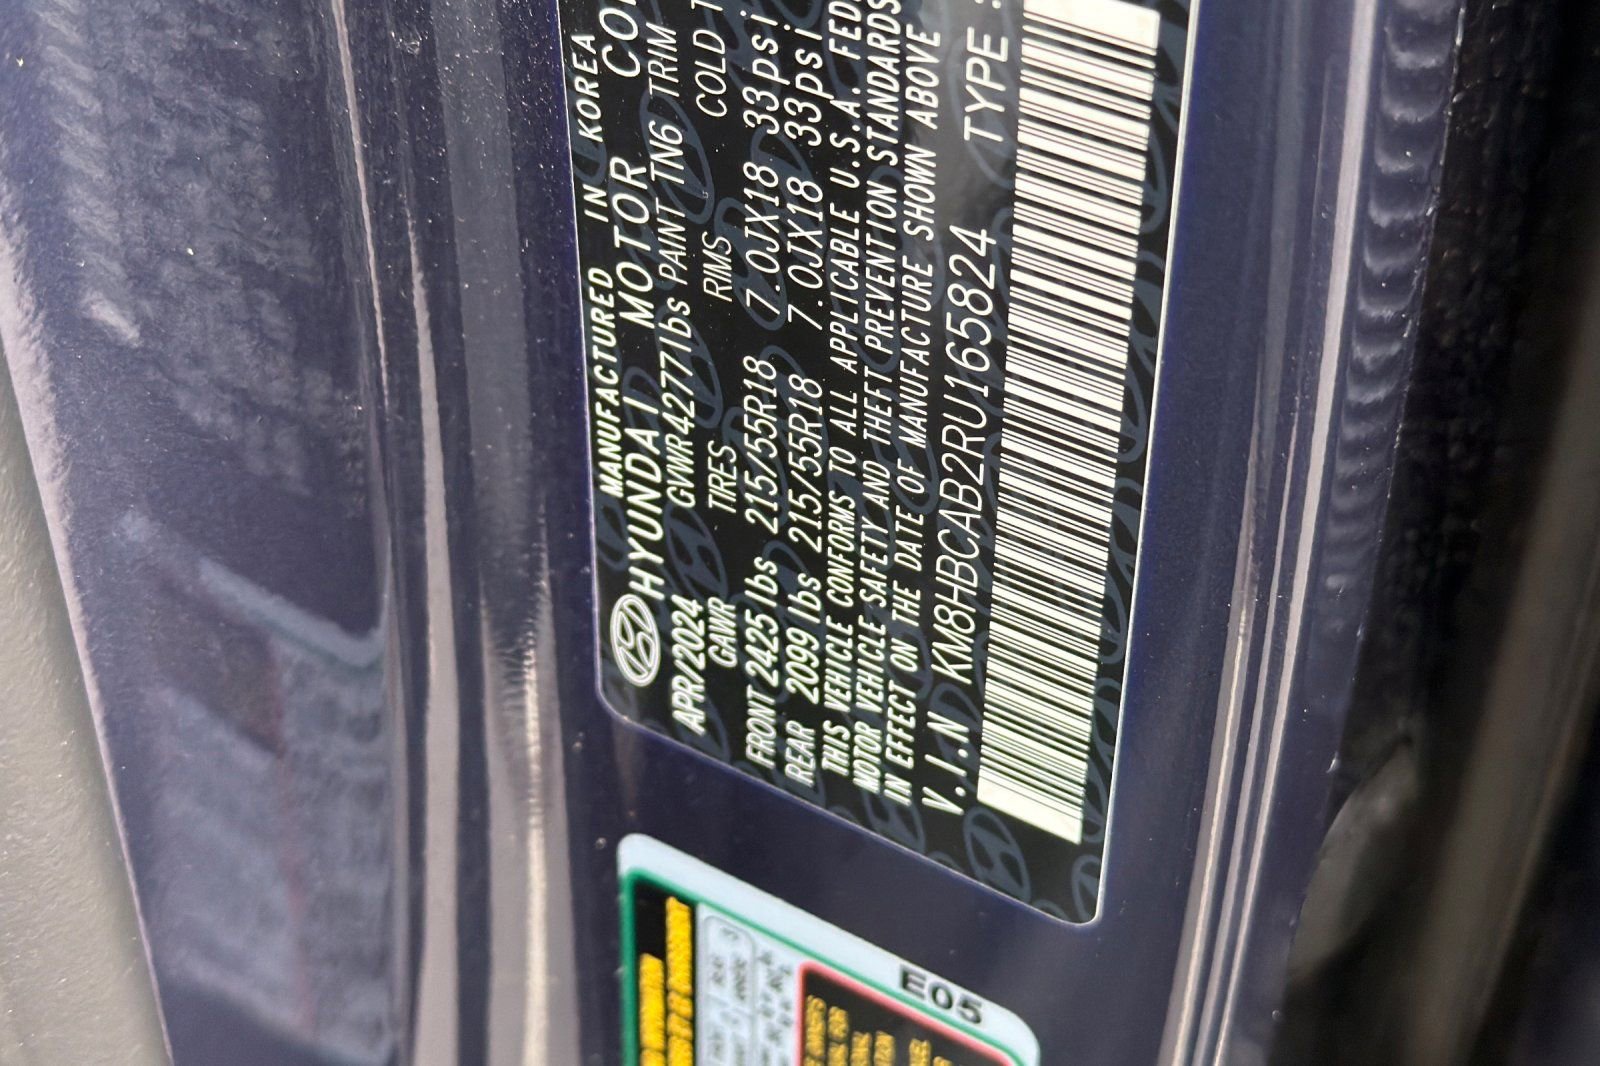 MANUFACTURED IN KOREA
HYUNDAI MOTOR CO
APR/2024 GVWR4277lbs PAINT TN6 TRIM
GAWR TIRES RIMS COLD
FRONT 2425 lbs 215/55R18 7.0JX18 33psi
REAR 2099 lbs 215/55R18 7.0JX18 33psi
THIS VEHICLE CONFORMS TO ALL APPLICABLE U.S.A. FED
MOTOR VEHICLE SAFETY AND THEFT PREVENTION STANDARDS
IN EFFECT ON THE DATE OF MANUFACTURE SHOWN ABOVE
V.I.N KM8HBCAB2RU165824 TYPE :
E05